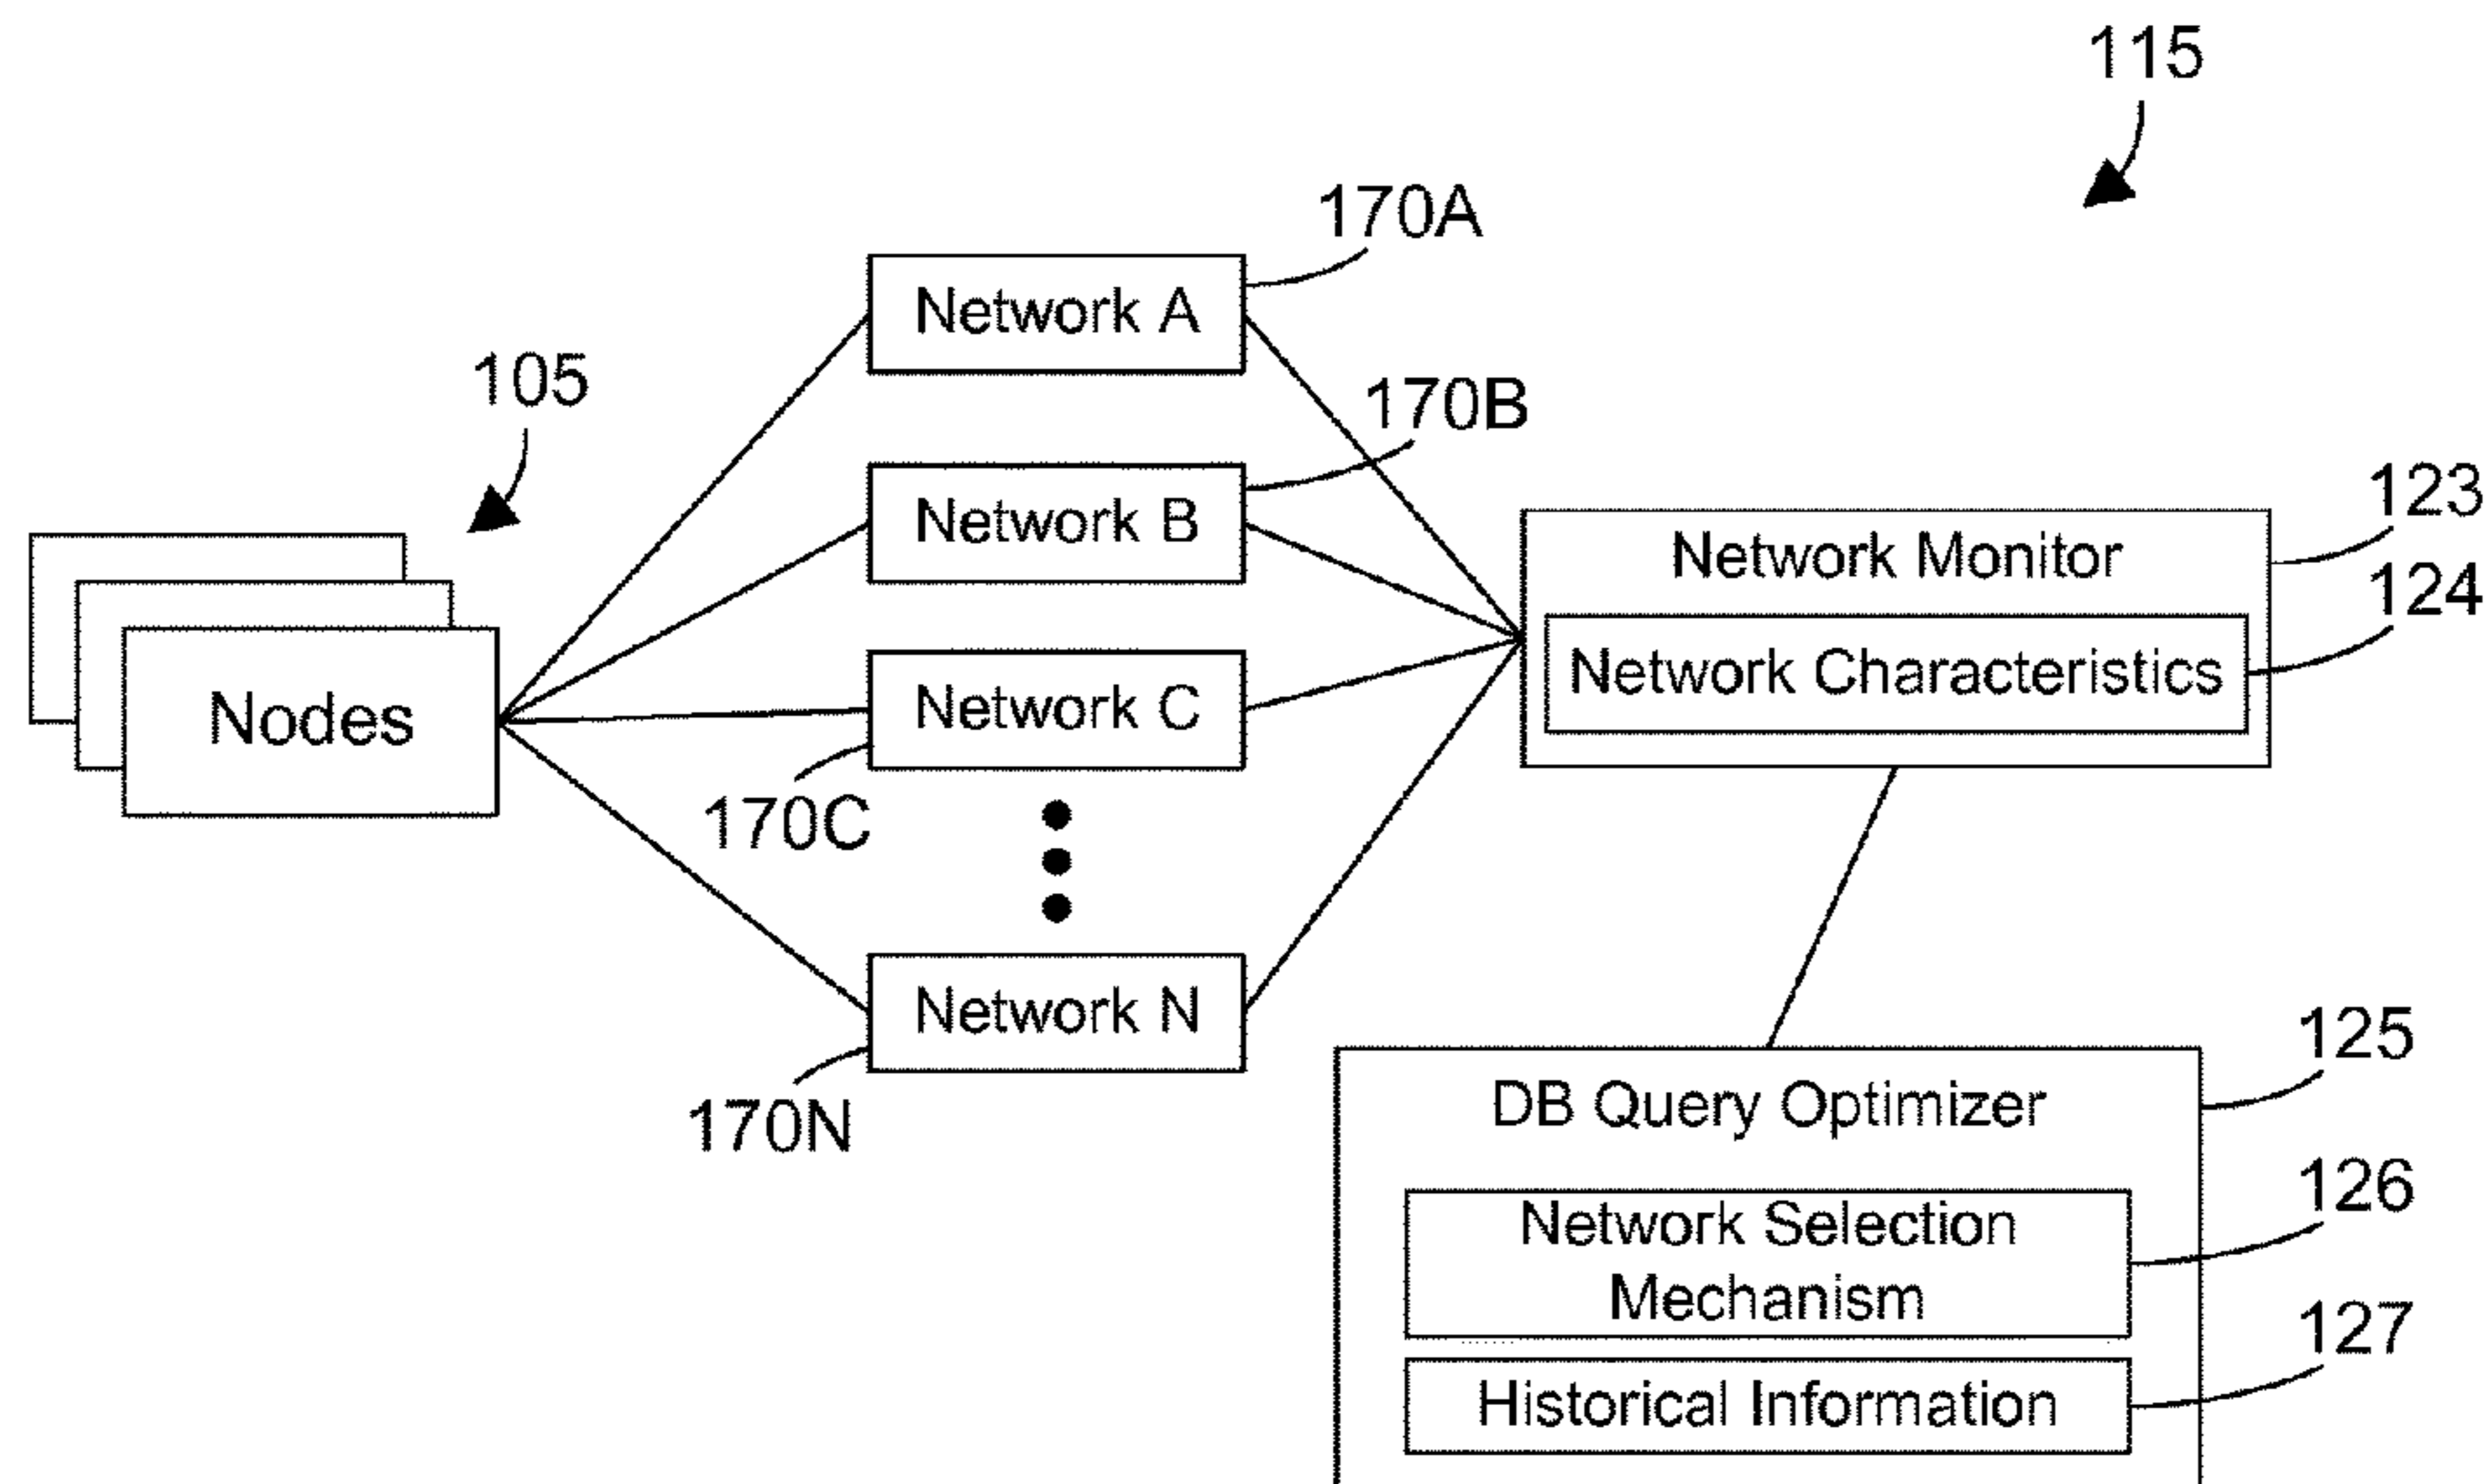 115
170A
Network A
105
170B
Network B
123
Network Monitor
124
Network Characteristics
Nodes
Network C
170C
Network N
170N
125
DB Query Optimizer
126
Network Selection
Mechanism
127
Historical Information